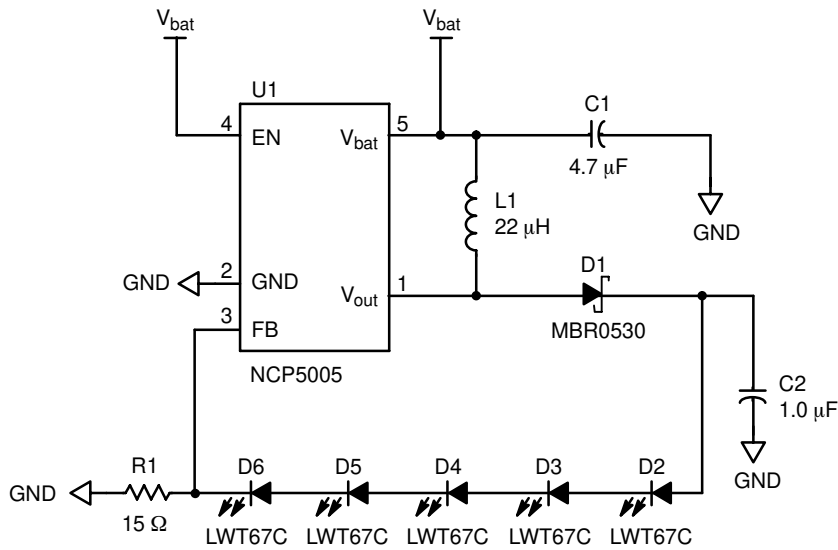 Vbat
Vbat
U1
C1
4
EN
Vbat
5
4.7 μF
L1
22 μH
GND
D1
GND
2
GND
Vout
1
3
FB
MBR0530
NCP5005
C2
1.0 μF
R1
D6
D5
D4
D3
D2
GND
GND
15 Ω
LWT67C
LWT67C
LWT67C
LWT67C
LWT67C